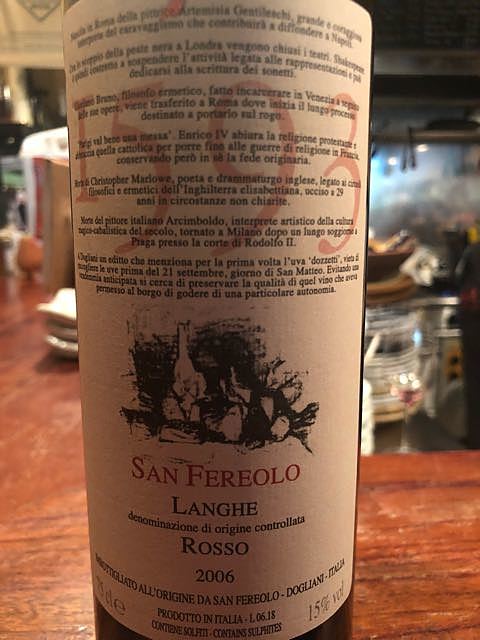 Nascita in Roma della pittrice Artemisia Gentileschi, grande e coraggiosa
interprete del caravaggismo che contribuirà a diffondere a Napoli.
Con lo scoppio della peste nera a Londra vengono chiusi i teatri. Shakespeare
è quindi costretto a sospendere l'attività legata alle rappresentazioni e può
dedicarsi alla scrittura dei sonetti.
Giordano Bruno, filosofo ermetico, fatto incarcerare in Venezia a seguito
delle sue opere, viene trasferito a Roma dove inizia il lungo processo
destinato a portarlo sul rogo.
'Parigi val bene una messa'. Enrico IV abiura la religione protestante e
abbraccia quella cattolica per porre fine alle guerre di religione in Francia,
conservando però in sè la fede originaria.
Morte di Christopher Marlowe, poeta e drammaturgo inglese, legato ai
filosofici e ermetici dell'Inghilterra elisabettiana, ucciso a 29
anni in circostanze non chiarite.
Morte del pittore italiano Arcimboldo, interprete artistico della cultura
magico-cabalistica del secolo, tornato a Milano dopo un lungo soggiorno a
Praga presso la corte di Rodolfo II.
A Dogliani un editto che menziona per la prima volta l'uva 'dozzetti', vieta di
raccogliere le uve prima del 21 settembre, giorno di San Matteo. Evitando una
vendemmia anticipata si cerca di preservare la qualità di quel vino che aveva
permesso al borgo di godere di una particolare autonomia.
1593
SAN FEREOLO
LANGHE
denominazione di origine controllata
ROSSO
2006
IMBOTTIGLIATO ALL'ORIGINE DA SAN FEREOLO - DOGLIANI - ITALIA
75 cl e
PRODOTTO IN ITALIA - L 06.18
15% vol
CONTIENE SOLFITI - CONTAINS SULPHITES